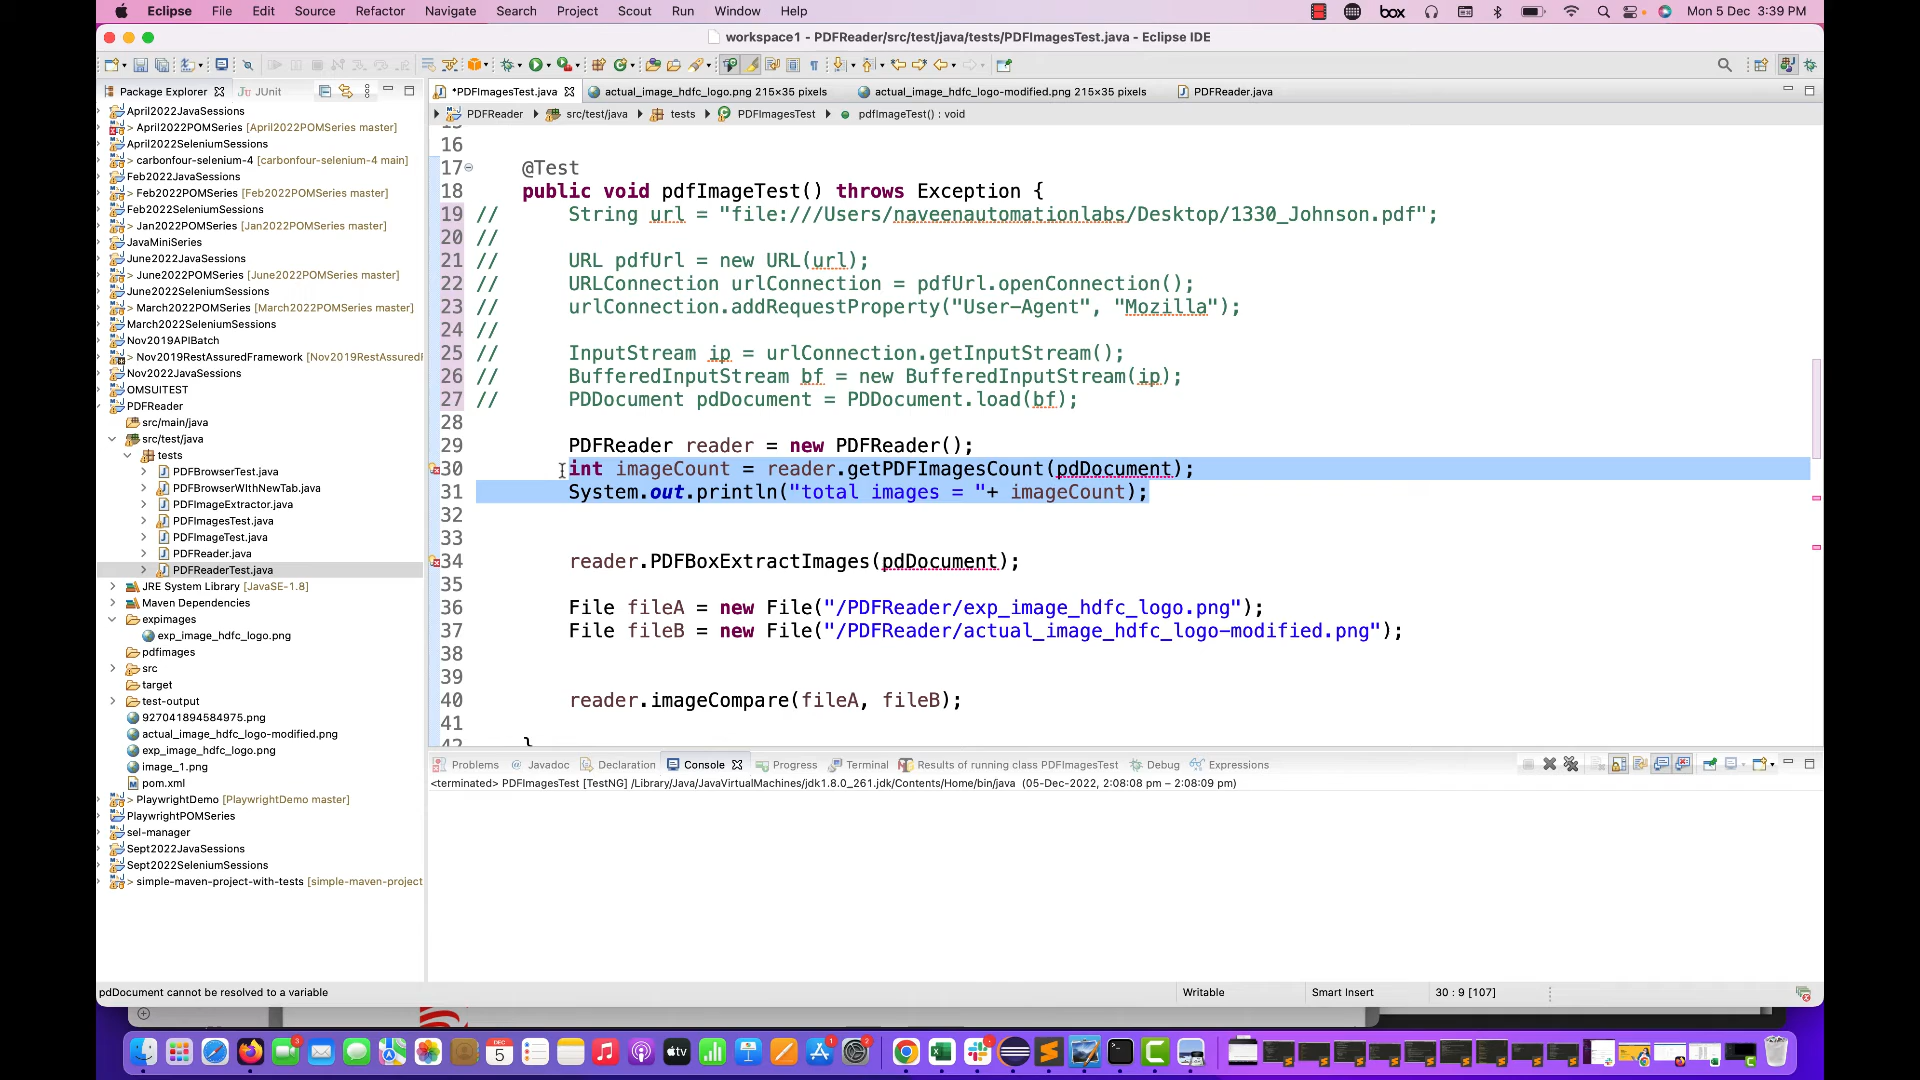 Eclipse File Edit Source Refactor Navigate Search Project Scout Run Window Help box Mon 5 Dec 3:39 PM
workspace1 - PDFReader/src/test/java/tests/PDFImagesTest.java - Eclipse IDE
Package Explorer JUnit
*PDFImagesTest.java actual_image_hdfc_logo.png 215x35 pixels actual_image_hdfc_logo-modified.png 215x35 pixels PDFReader.java
PDFReader src/test/java tests PDFImagesTest pdfImageTest() : void
April2022JavaSessions
> April2022POMSeries [April2022POMSeries master]
April2022SeleniumSessions
> carbonfour-selenium-4 [carbonfour-selenium-4 main]
Feb2022JavaSessions
> Feb2022POMSeries [Feb2022POMSeries master]
Feb2022SeleniumSessions
> Jan2022POMSeries [Jan2022POMSeries master]
JavaMiniSeries
June2022JavaSessions
> June2022POMSeries [June2022POMSeries master]
June2022SeleniumSessions
> March2022POMSeries [March2022POMSeries master]
March2022SeleniumSessions
Nov2019APIBatch
> Nov2019RestAssuredFramework [Nov2019RestAssuredF
Nov2022JavaSessions
OMSUITEST
PDFReader
src/main/java
src/test/java
tests
PDFBrowserTest.java
PDFBrowserWIthNewTab.java
PDFImageExtractor.java
PDFImagesTest.java
PDFImageTest.java
PDFReader.java
PDFReaderTest.java
JRE System Library [JavaSE-1.8]
Maven Dependencies
expimages
exp_image_hdfc_logo.png
pdfimages
src
target
test-output
927041894584975.png
actual_image_hdfc_logo-modified.png
exp_image_hdfc_logo.png
image_1.png
pom.xml
> PlaywrightDemo [PlaywrightDemo master]
PlaywrightPOMSeries
sel-manager
Sept2022JavaSessions
Sept2022SeleniumSessions
> simple-maven-project-with-tests [simple-maven-project
16
17 @Test
18 public void pdfImageTest() throws Exception {
19 // String url = "file:///Users/naveenautomationlabs/Desktop/1330_Johnson.pdf";
20 //
21 // URL pdfUrl = new URL(url);
22 // URLConnection urlConnection = pdfUrl.openConnection();
23 // urlConnection.addRequestProperty("User-Agent", "Mozilla");
24 //
25 // InputStream ip = urlConnection.getInputStream();
26 // BufferedInputStream bf = new BufferedInputStream(ip);
27 // PDDocument pdDocument = PDDocument.load(bf);
28
29 PDFReader reader = new PDFReader();
30 int imageCount = reader.getPDFImagesCount(pdDocument);
31 System.out.println("total images = "+ imageCount);
32
33
34 reader.PDFBoxExtractImages(pdDocument);
35
36 File fileA = new File("/PDFReader/exp_image_hdfc_logo.png");
37 File fileB = new File("/PDFReader/actual_image_hdfc_logo-modified.png");
38
39
40 reader.imageCompare(fileA, fileB);
41
42 }
Problems Javadoc Declaration Console Progress Terminal Results of running class PDFImagesTest Debug Expressions
<terminated> PDFImagesTest [TestNG] /Library/Java/JavaVirtualMachines/jdk1.8.0_261.jdk/Contents/Home/bin/java (05-Dec-2022, 2:08:08 pm – 2:08:09 pm)
pdDocument cannot be resolved to a variable Writable Smart Insert 30 : 9 [107]
3 DEC 5 tv 1